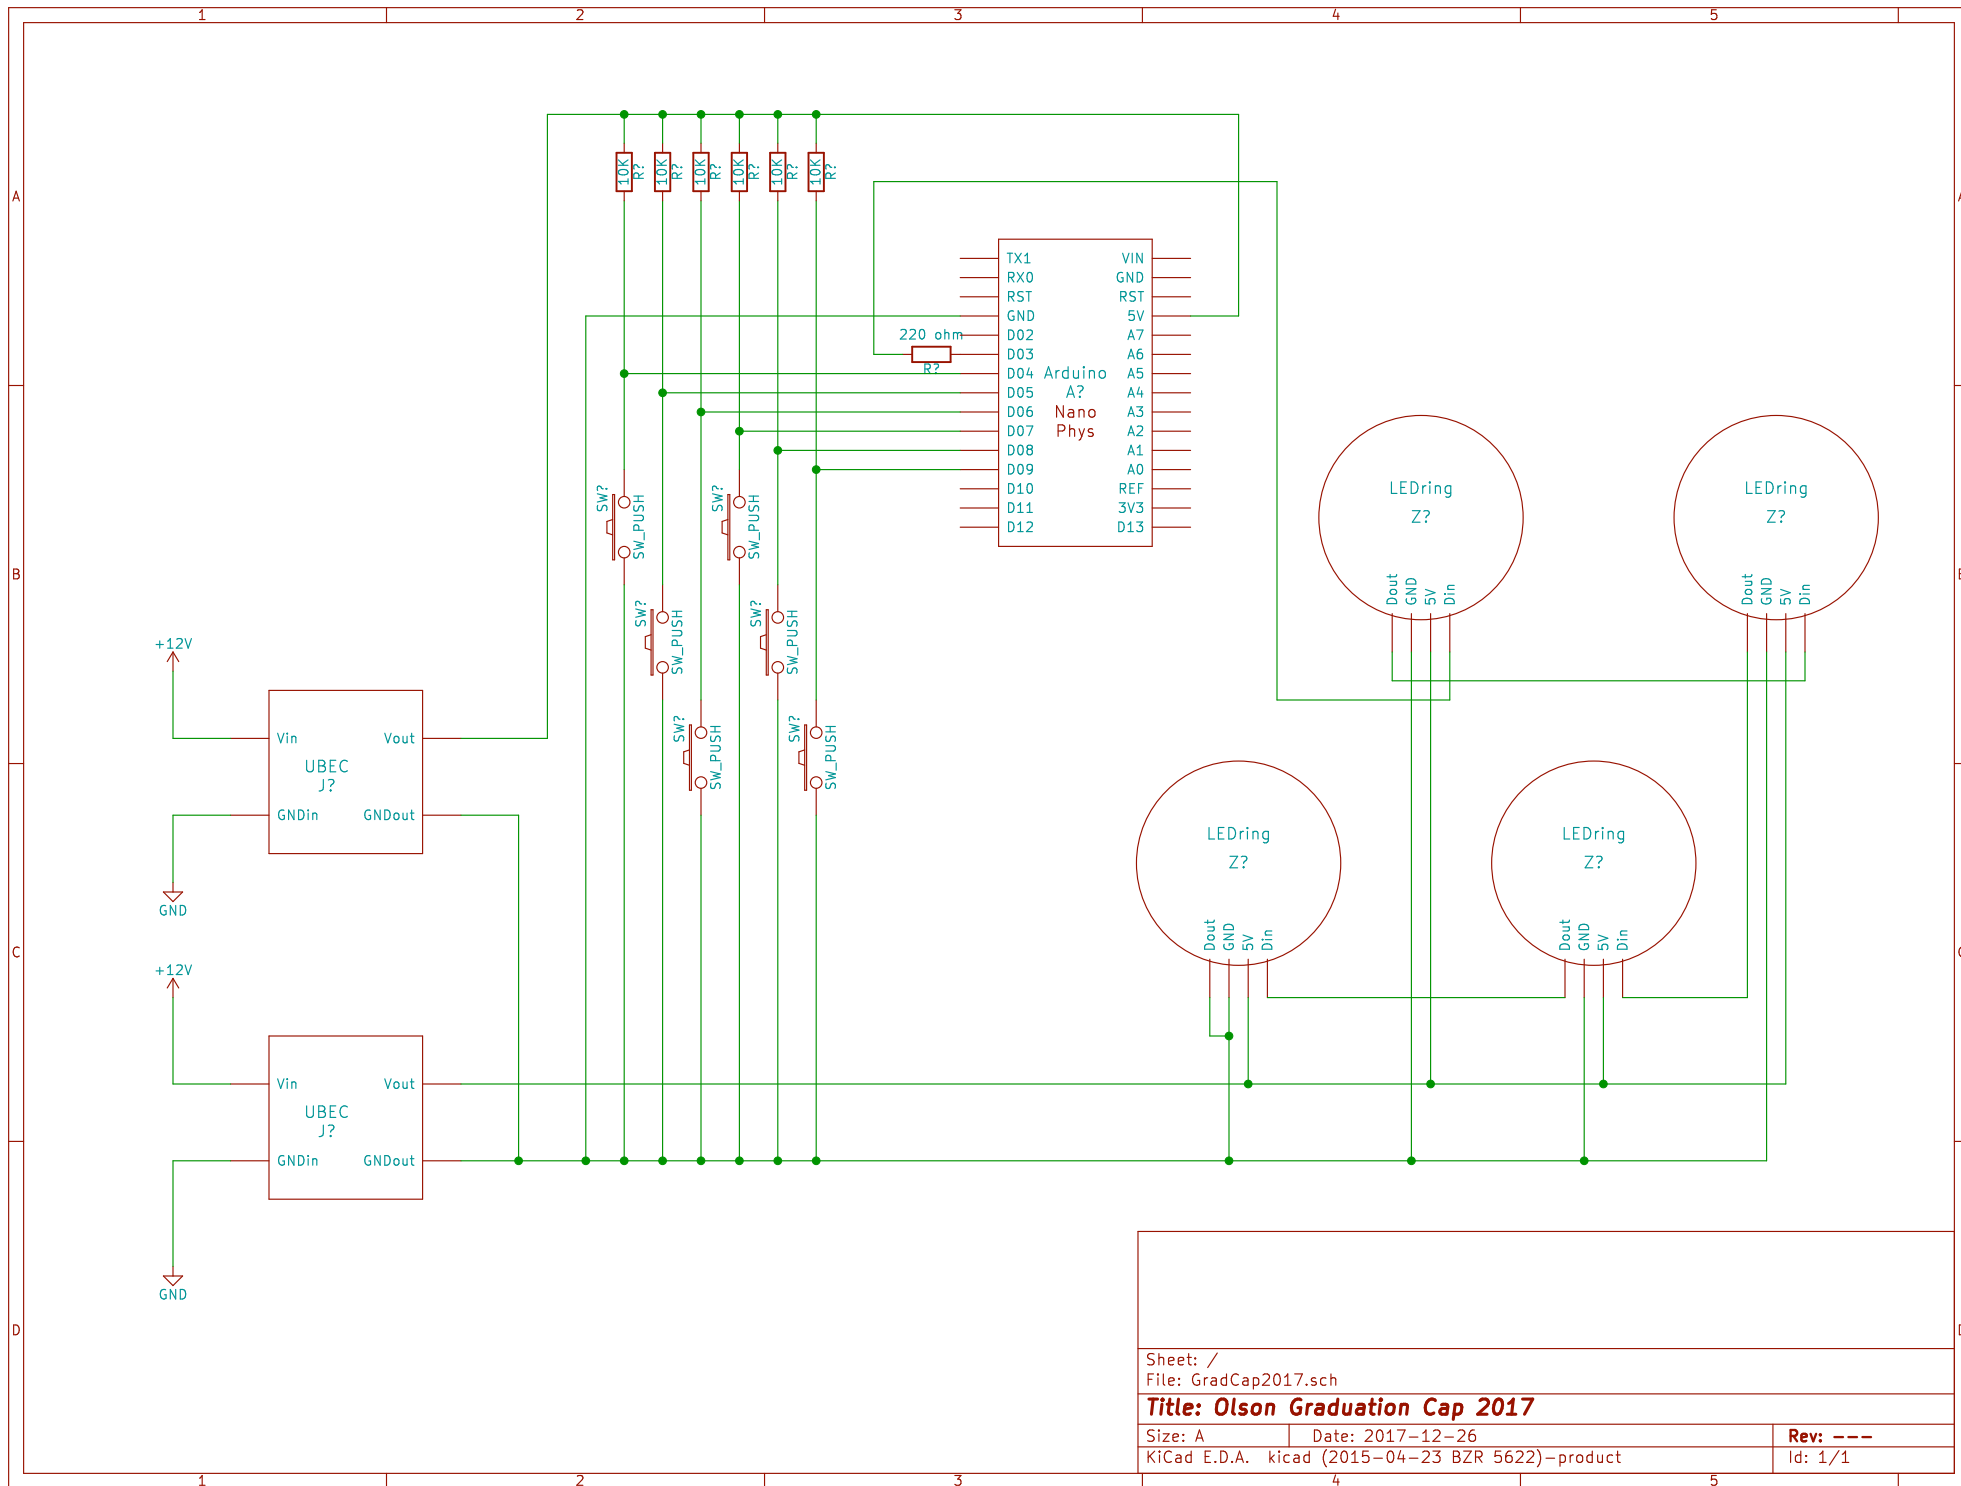 1 2 3 4 5
A
B
C
D
10K R? 10K R? 10K R? 10K R? 10K R? 10K R?
TX1 VIN
RX0 GND
RST RST
GND 5V
220 ohm
D02 A7
D03 A6
R?
D04 Arduino A5
D05 A? A4
D06 Nano A3
D07 Phys A2
D08 A1
D09 A0
D10 REF
D11 3V3
D12 D13
SW? SW_PUSH SW? SW_PUSH
SW? SW_PUSH SW? SW_PUSH
SW? SW_PUSH SW? SW_PUSH
LEDring
Z?
Dout GND 5V Din
LEDring
Z?
Dout GND 5V Din
LEDring
Z?
Dout GND 5V Din
LEDring
Z?
Dout GND 5V Din
+12V
Vin Vout
UBEC
J?
GNDin GNDout
GND
+12V
Vin Vout
UBEC
J?
GNDin GNDout
GND
Sheet: /
File: GradCap2017.sch
Title: Olson Graduation Cap 2017
Size: A Date: 2017-12-26 Rev: ---
KiCad E.D.A. kicad (2015-04-23 BZR 5622)-product Id: 1/1
1 2 3 4 5